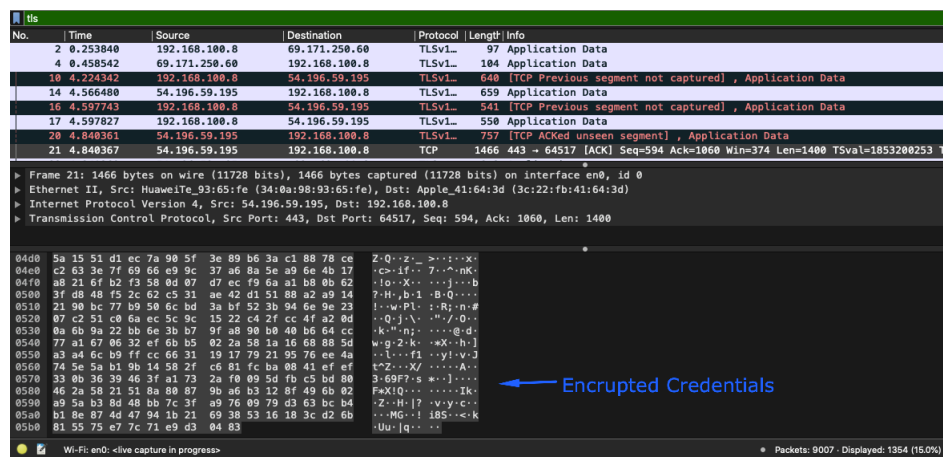 tls
No. Time Source Destination Protocol Length Info
2 0.253840 192.168.100.8 69.171.250.60 TLSv1… 97 Application Data
4 0.458542 69.171.250.60 192.168.100.8 TLSv1… 104 Application Data
10 4.224342 192.168.100.8 54.196.59.195 TLSv1… 640 [TCP Previous segment not captured] , Application Data
14 4.566480 54.196.59.195 192.168.100.8 TLSv1… 659 Application Data
16 4.597743 192.168.100.8 54.196.59.195 TLSv1… 541 [TCP Previous segment not captured] , Application Data
17 4.597827 192.168.100.8 54.196.59.195 TLSv1… 550 Application Data
20 4.840361 54.196.59.195 192.168.100.8 TLSv1… 757 [TCP ACKed unseen segment] , Application Data
21 4.840367 54.196.59.195 192.168.100.8 TCP 1466 443 → 64517 [ACK] Seq=594 Ack=1060 Win=374 Len=1400 TSval=1853200253 T
Frame 21: 1466 bytes on wire (11728 bits), 1466 bytes captured (11728 bits) on interface en0, id 0
Ethernet II, Src: HuaweiTe_93:65:fe (34:0a:98:93:65:fe), Dst: Apple_41:64:3d (3c:22:fb:41:64:3d)
Internet Protocol Version 4, Src: 54.196.59.195, Dst: 192.168.100.8
Transmission Control Protocol, Src Port: 443, Dst Port: 64517, Seq: 594, Ack: 1060, Len: 1400
04d0 5a 15 51 d1 ec 7a 90 5f 3e 89 b6 3a c1 88 78 ce Z·Q··z·_ >··:··x·
04e0 c2 63 3e 7f 69 66 e9 9c 37 a6 8a 5e a9 6e 4b 17 ·c>·if·· 7··^·nK·
04f0 a8 21 6f b2 f3 58 0d 07 d7 ec f9 6a a1 b8 0b 62 ·!o··X·· ···j···b
0500 3f d8 48 f5 2c 62 c5 31 ae 42 d1 51 88 a2 a9 14 ?·H·,b·1 ·B·Q····
0510 21 90 bc 77 b9 50 6c bd 3a bf 52 3b 94 6e 9e 23 !··w·Pl· :·R;·n·#
0520 07 c2 51 c0 6a ec 5c 9c 15 22 c4 2f cc 4f a2 0d ··Q·j·\· ·"·/·O··
0530 0a 6b 9a 22 bb 6e 3b b7 9f a8 90 b0 40 b6 64 cc ·k·"·n;· ····@·d·
0540 77 a1 67 06 32 ef 6b b5 02 2a 58 1a 16 68 88 5d w·g·2·k· ·*X··h·]
0550 a3 a4 6c b9 ff cc 66 31 19 17 79 21 95 76 ee 4a ··l···f1 ··y!·v·J
0560 74 5e 5a b1 9b 14 58 2f c6 81 fc ba 08 41 ef ef t^Z···X/ ·····A··
0570 33 0b 36 39 46 3f a1 73 2a f0 09 5d fb c5 bd 80 3·69F?·s *··]····
0580 46 2a 58 21 51 8a 80 87 9b a6 b3 12 8f 49 6b 02 F*X!Q··· ·····Ik·
0590 a9 5a b3 8d 48 bb 7c 3f a9 76 09 79 d3 63 bc b4 ·Z··H·|? ·v·y·c··
05a0 b1 8e 87 4d 47 94 1b 21 69 38 53 16 18 3c d2 6b ···MG··! i8S··<·k
05b0 81 55 75 e7 7c 71 e9 d3 04 83 ·Uu·|q·· ··
Encrypted Credentials
Wi-Fi: en0: <live capture in progress> Packets: 9007 · Displayed: 1354 (15.0%)